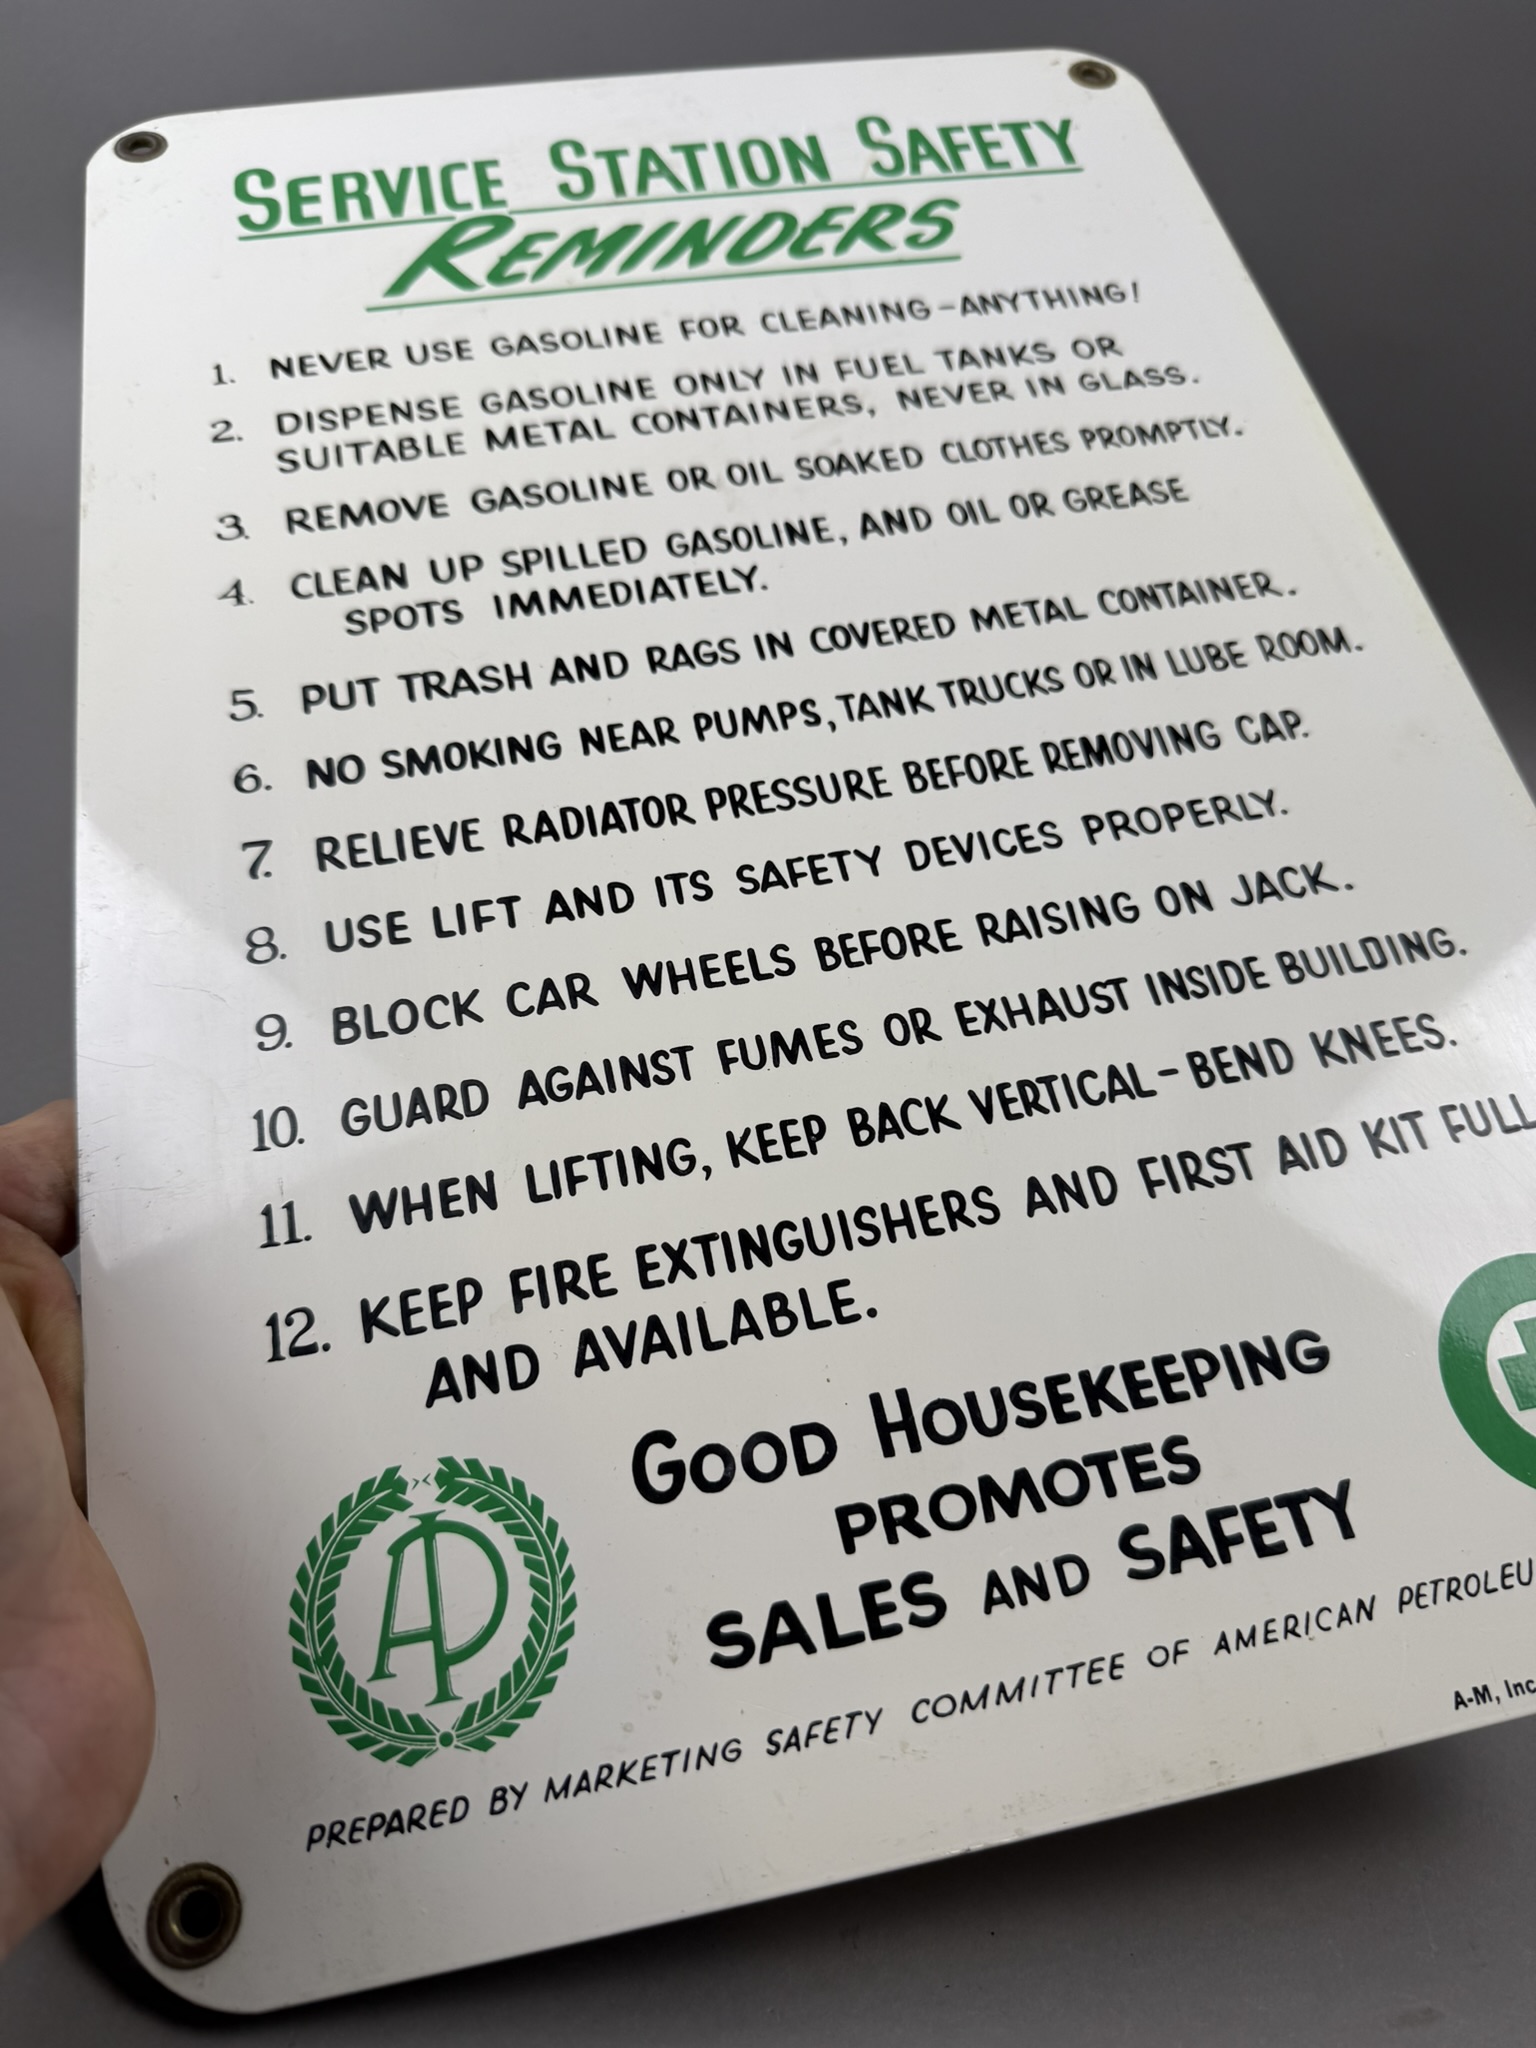 SERVICE STATION SAFETY
REMINDERS
1. NEVER USE GASOLINE FOR CLEANING-ANYTHING!
2. DISPENSE GASOLINE ONLY IN FUEL TANKS OR
SUITABLE METAL CONTAINERS, NEVER IN GLASS.
3. REMOVE GASOLINE OR OIL SOAKED CLOTHES PROMPTLY.
4. CLEAN UP SPILLED GASOLINE, AND OIL OR GREASE
SPOTS IMMEDIATELY.
5. PUT TRASH AND RAGS IN COVERED METAL CONTAINER.
6. NO SMOKING NEAR PUMPS, TANK TRUCKS OR IN LUBE ROOM.
7. RELIEVE RADIATOR PRESSURE BEFORE REMOVING CAP.
8. USE LIFT AND ITS SAFETY DEVICES PROPERLY.
9. BLOCK CAR WHEELS BEFORE RAISING ON JACK.
10. GUARD AGAINST FUMES OR EXHAUST INSIDE BUILDING.
11. WHEN LIFTING, KEEP BACK VERTICAL-BEND KNEES.
12. KEEP FIRE EXTINGUISHERS AND FIRST AID KIT FULL
AND AVAILABLE.
GOOD HOUSEKEEPING
PROMOTES
SALES AND SAFETY
API
PREPARED BY MARKETING SAFETY COMMITTEE OF AMERICAN
A-M, Inc